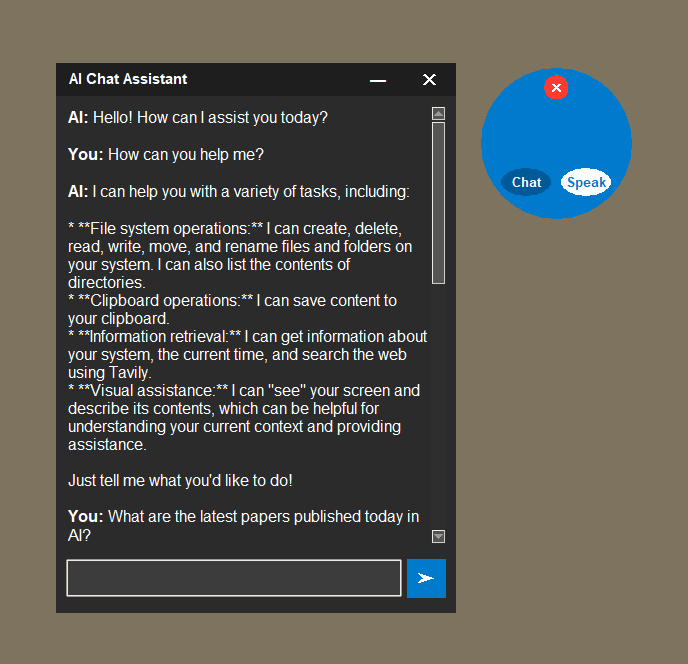 AI Chat Assistant
AI: Hello! How can I assist you today?
You: How can you help me?
AI: I can help you with a variety of tasks, including:
* **File system operations:** I can create, delete,
read, write, move, and rename files and folders on
your system. I can also list the contents of
directories.
* **Clipboard operations:** I can save content to
your clipboard.
* **Information retrieval:** I can get information about
your system, the current time, and search the web
using Tavily.
* **Visual assistance:** I can "see" your screen and
describe its contents, which can be helpful for
understanding your current context and providing
assistance.
Just tell me what you'd like to do!
You: What are the latest papers published today in
AI?
Chat
Speak